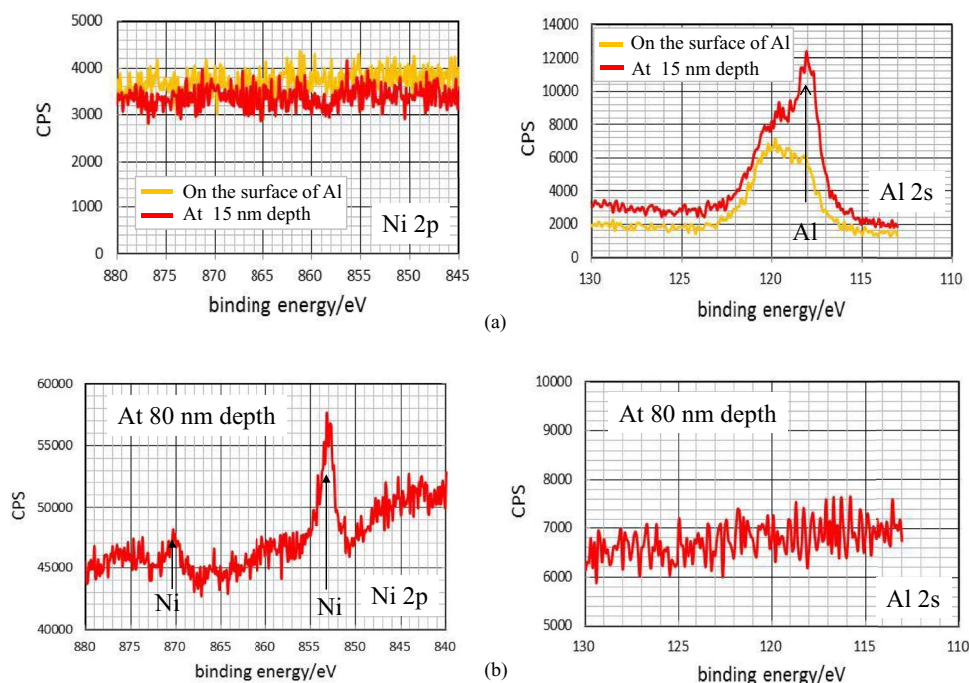 5000
4000
3000
2000
1000
0
CPS
On the surface of Al
At 15 nm depth
Ni 2p
880 875 870 865 860 855 850 845
binding energy/eV
14000
12000
10000
8000
6000
4000
2000
0
CPS
On the surface of Al
At 15 nm depth
Al 2s
Al
130 125 120 115 110
binding energy/eV
(a)
60000
55000
50000
45000
40000
CPS
At 80 nm depth
Ni
Ni
Ni 2p
880 870 860 850 840
binding energy/eV
10000
9000
8000
7000
6000
5000
CPS
At 80 nm depth
Al 2s
130 125 120 115 110
binding energy/eV
(b)